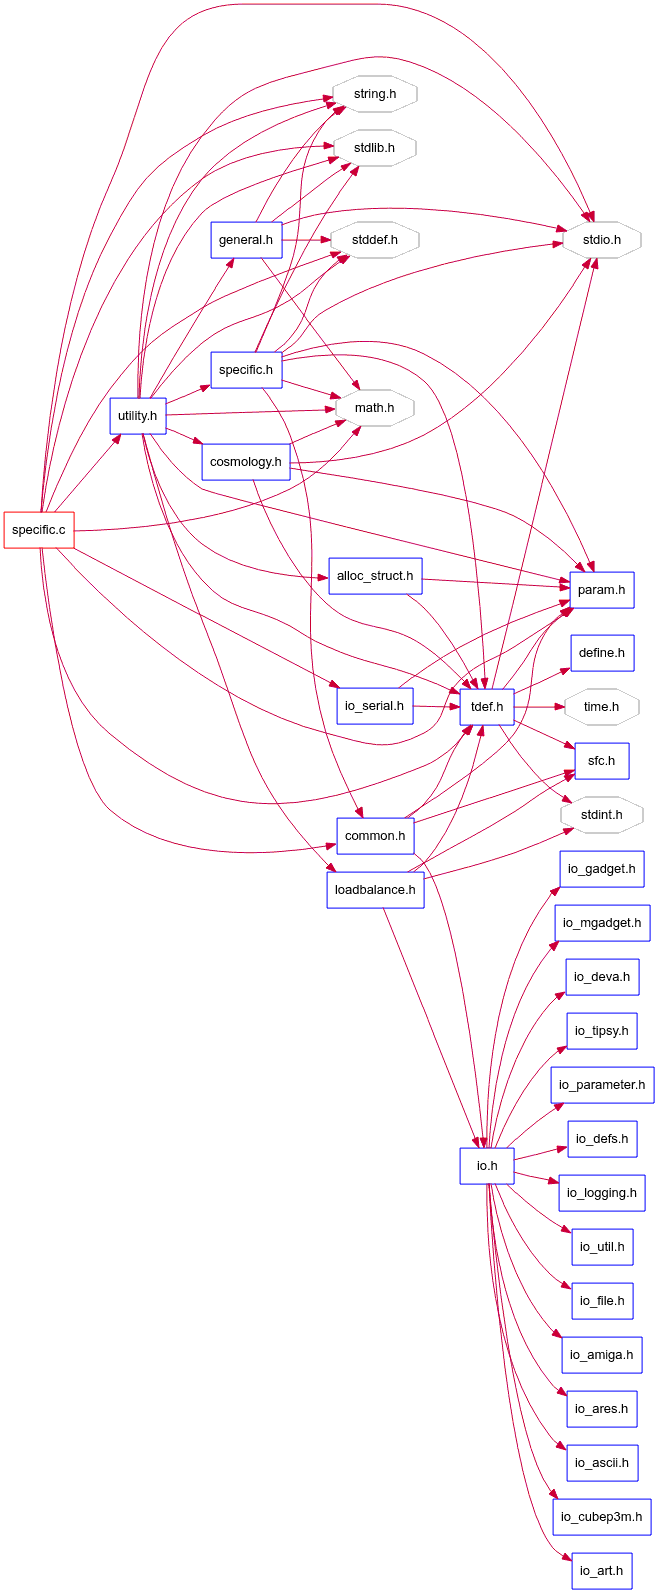 string.h
stdlib.h
general.h
stddef.h
stdio.h
specific.h
utility.h
math.h
cosmology.h
specific.c
alloc_struct.h
param.h
define.h
io_serial.h
tdef.h
time.h
sfc.h
common.h
stdint.h
loadbalance.h
io_gadget.h
io_mgadget.h
io_deva.h
io_tipsy.h
io_parameter.h
io_defs.h
io.h
io_logging.h
io_util.h
io_file.h
io_amiga.h
io_ares.h
io_ascii.h
io_cubep3m.h
io_art.h